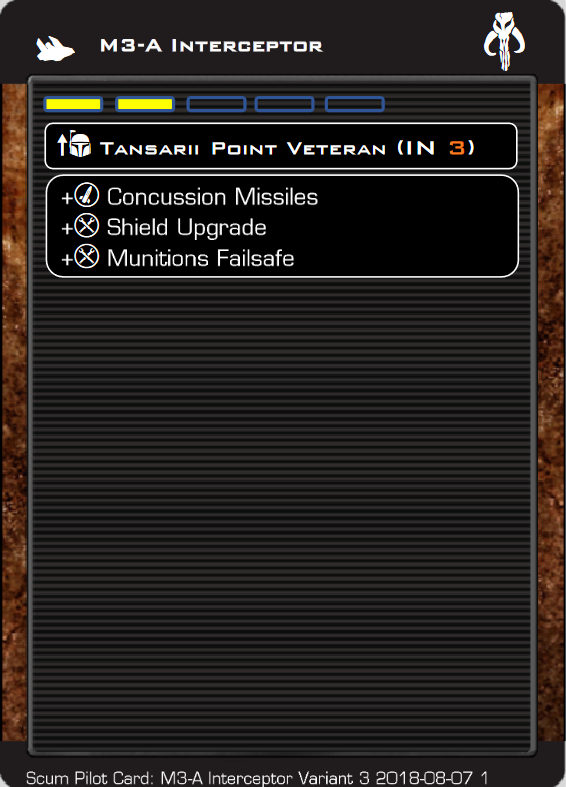 M3-A Interceptor
Tansarii Point Veteran (IN 3)
+ Concussion Missiles
+ Shield Upgrade
+ Munitions Failsafe
Scum Pilot Card: M3-A Interceptor Variant 3 2018-08-07 1